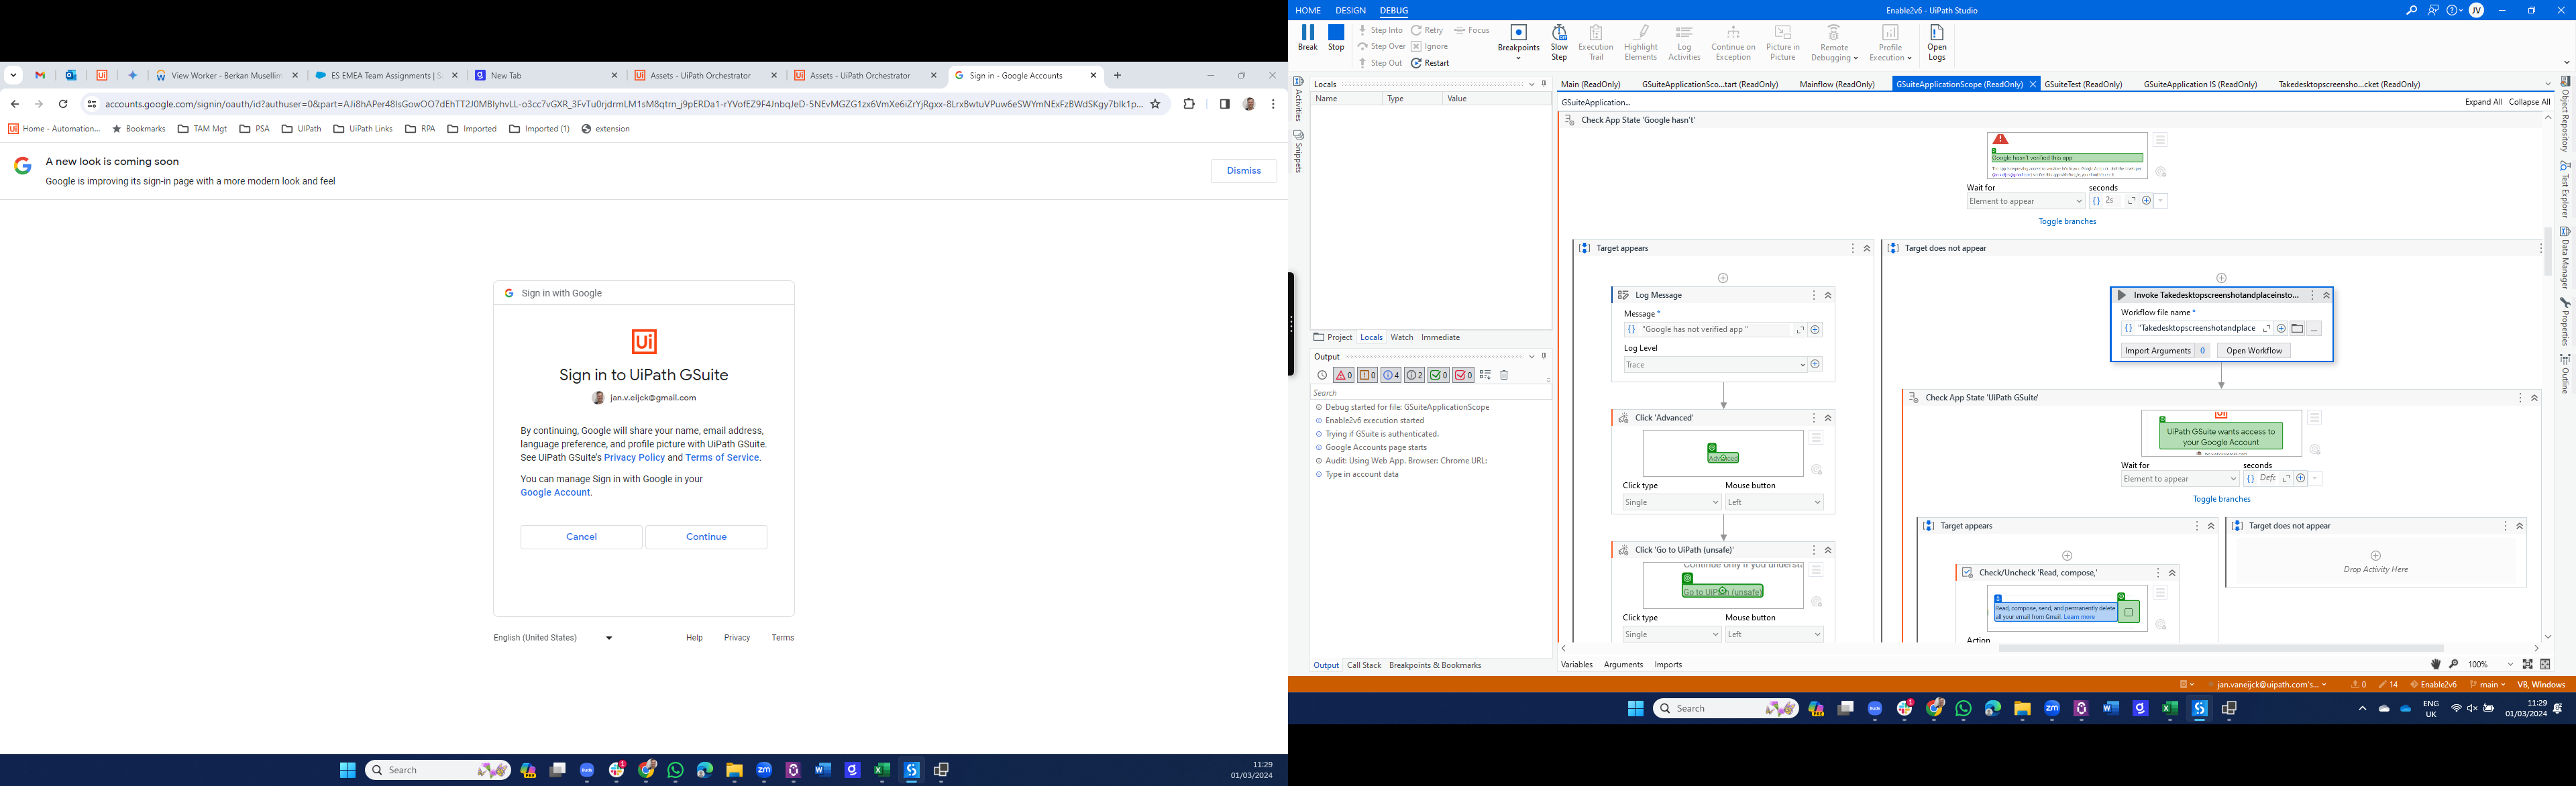 View Worker - Berkan Musellim
ES EMEA Team Assignments | S
New Tab
Assets - UiPath Orchestrator
Assets - UiPath Orchestrator
Sign in - Google Accounts
Home - Automation...
Bookmarks
TAM Mgt
PSA
UIPath
UiPath Links
RPA
Imported
Imported (1)
extension
A new look is coming soon
Google is improving its sign-in page with a more modern look and feel
Dismiss
Sign in with Google
Ui
Sign in to UiPath GSuite
jan.v.eijck@gmail.com
By continuing, Google will share your name, email address,
language preference, and profile picture with UiPath GSuite.
See UiPath GSuite's Privacy Policy and Terms of Service.
You can manage Sign in with Google in your
Google Account.
Cancel
Continue
English (United States)
Help
Privacy
Terms
Search
11:29
01/03/2024
HOME DESIGN DEBUG
Enable2v6 - UiPath Studio
JV
Break
Stop
Step Into
Step Over
Step Out
Retry
Ignore
Restart
Focus
Breakpoints
Slow Step
Execution Trail
Highlight Elements
Log Activities
Continue on Exception
Picture in Picture
Remote Debugging
Profile Execution
Open Logs
Activities
Snippets
Locals
Name Type Value
Project Locals Watch Immediate
Output
0 0 4 2 0 0
Search
Debug started for file: GSuiteApplicationScope
Enable2v6 execution started
Trying if GSuite is authenticated.
Google Accounts page starts
Audit: Using Web App. Browser: Chrome URL:
Type in account data
Output Call Stack Breakpoints & Bookmarks
Main (ReadOnly)
GSuiteApplicationSco...tart (ReadOnly)
Mainflow (ReadOnly)
GSuiteApplicationScope (ReadOnly)
GSuiteTest (ReadOnly)
GSuiteApplication IS (ReadOnly)
Takedesktopscreensho...cket (ReadOnly)
GSuiteApplication...
Expand All Collapse All
Check App State 'Google hasn't'
Google hasn't verified this app
Wait for
seconds
Element to appear
2s
Toggle branches
Target appears
Log Message
Message *
"Google has not verified app "
Log Level
Trace
Click 'Advanced'
Advanced
Click type
Mouse button
Single
Left
Click 'Go to UiPath (unsafe)'
Continue only if you understa
Go to UiPath (unsafe)
Click type
Mouse button
Single
Left
Target does not appear
Invoke Takedesktopscreenshotandplaceinsto...
Workflow file name *
"Takedesktopscreenshotandplace
Import Arguments 0
Open Workflow
Check App State 'UiPath GSuite'
UiPath GSuite wants access to
your Google Account
Wait for
seconds
Element to appear
Defc
Toggle branches
Target appears
Check/Uncheck 'Read, compose,'
Read, compose, send, and permanently delete
all your email from Gmail. Learn more
Action
Target does not appear
Drop Activity Here
Variables Arguments Imports
100%
Object Repository
Test Explorer
Data Manager
Properties
Outline
jan.vaneijck@uipath.com's...
0
14
Enable2v6
main
VB, Windows
Search
ENG
UK
11:29
01/03/2024